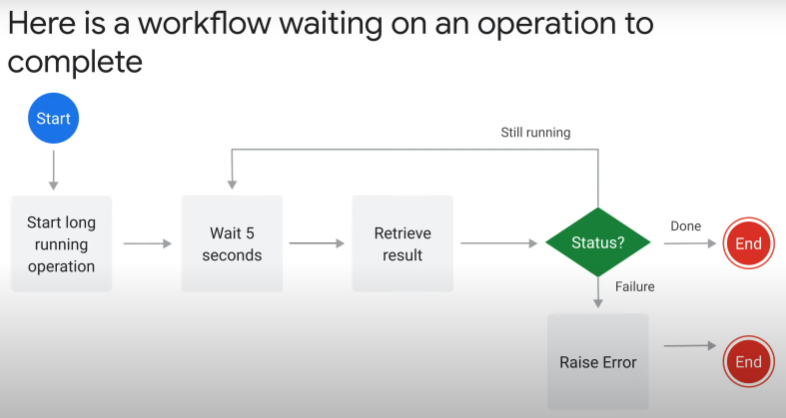 Here is a workflow waiting on an operation to
complete
Start
Still running
Start long
running
operation
Wait 5
seconds
Retrieve
result
Status?
Done
End
Failure
Raise Error
End